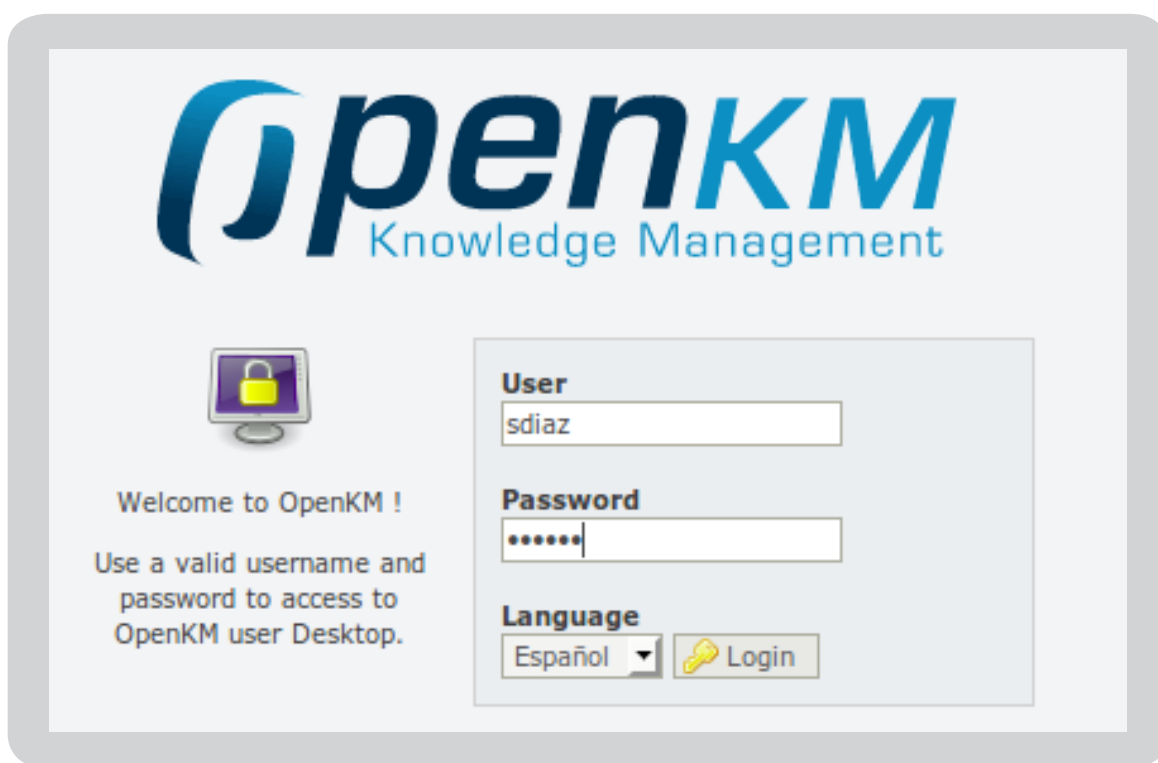 OpenKM
Knowledge Management
Welcome to OpenKM !
Use a valid username and
password to access to
OpenKM user Desktop.
User
sdiaz
Password
••••••
Language
Español
Login